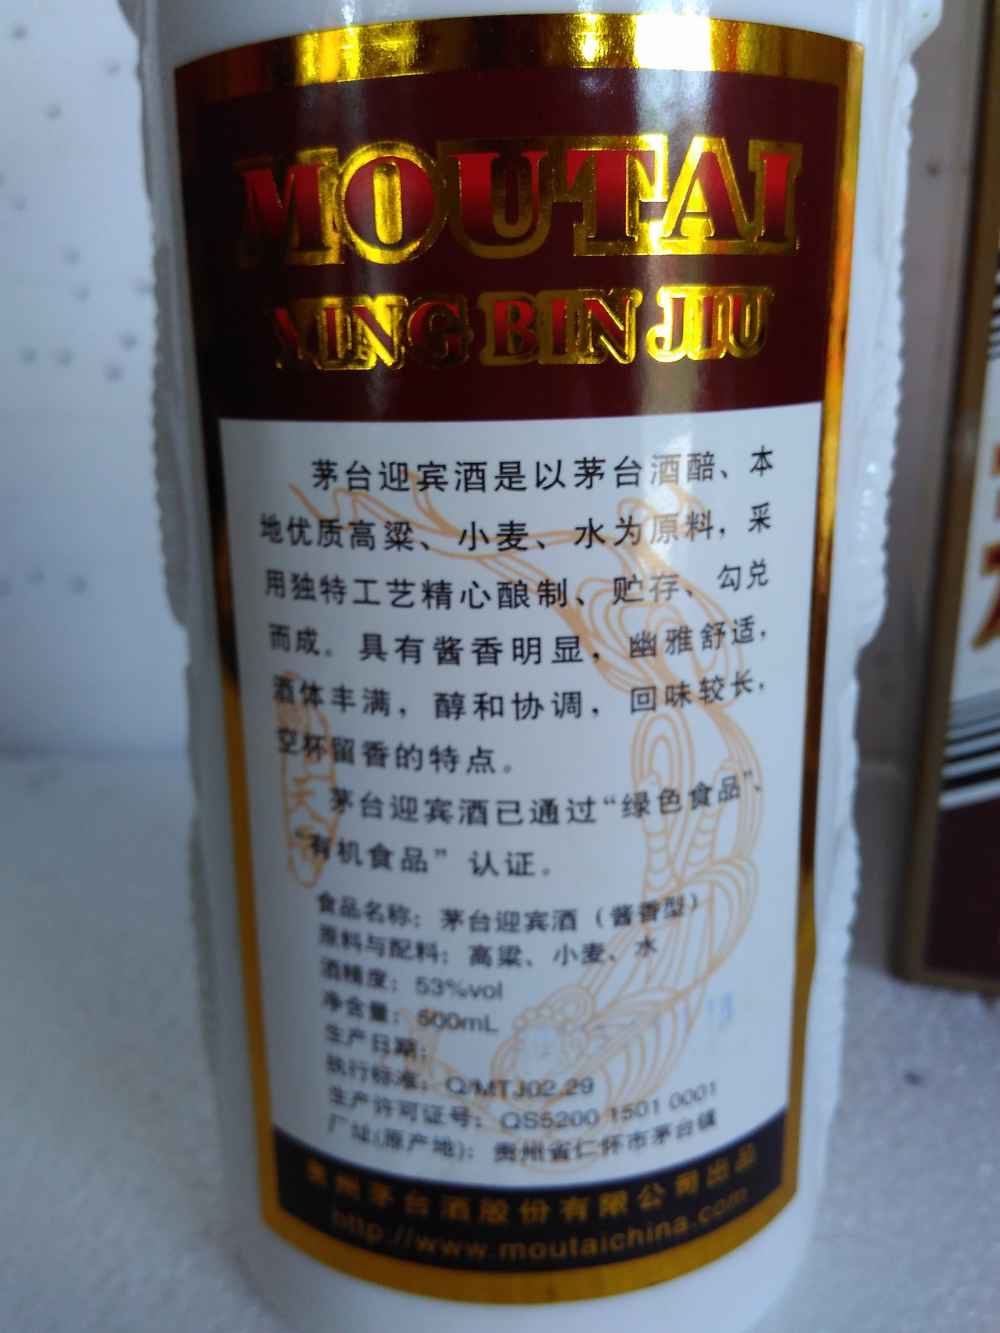 MOUTAI
YING BIN JIU
茅台迎宾酒是以茅台酒醅、本
地优质高粱、小麦、水为原料，采
用独特工艺精心酿制、贮存、勾兑
而成。具有酱香明显，幽雅舒适，
酒体丰满，醇和协调，回味较长，
空杯留香的特点。
茅台迎宾酒已通过“绿色食品”、
“有机食品”认证。
食品名称：茅台迎宾酒（酱香型）
原料与配料：高粱、小麦、水
酒精度：53%vol
净含量：500mL
生产日期：
执行标准：Q/MTJ02.29
生产许可证号：QS5200 1501 0001
厂址(原产地)：贵州省仁怀市茅台镇
贵州茅台酒股份有限公司出品
http://www.moutaichina.com